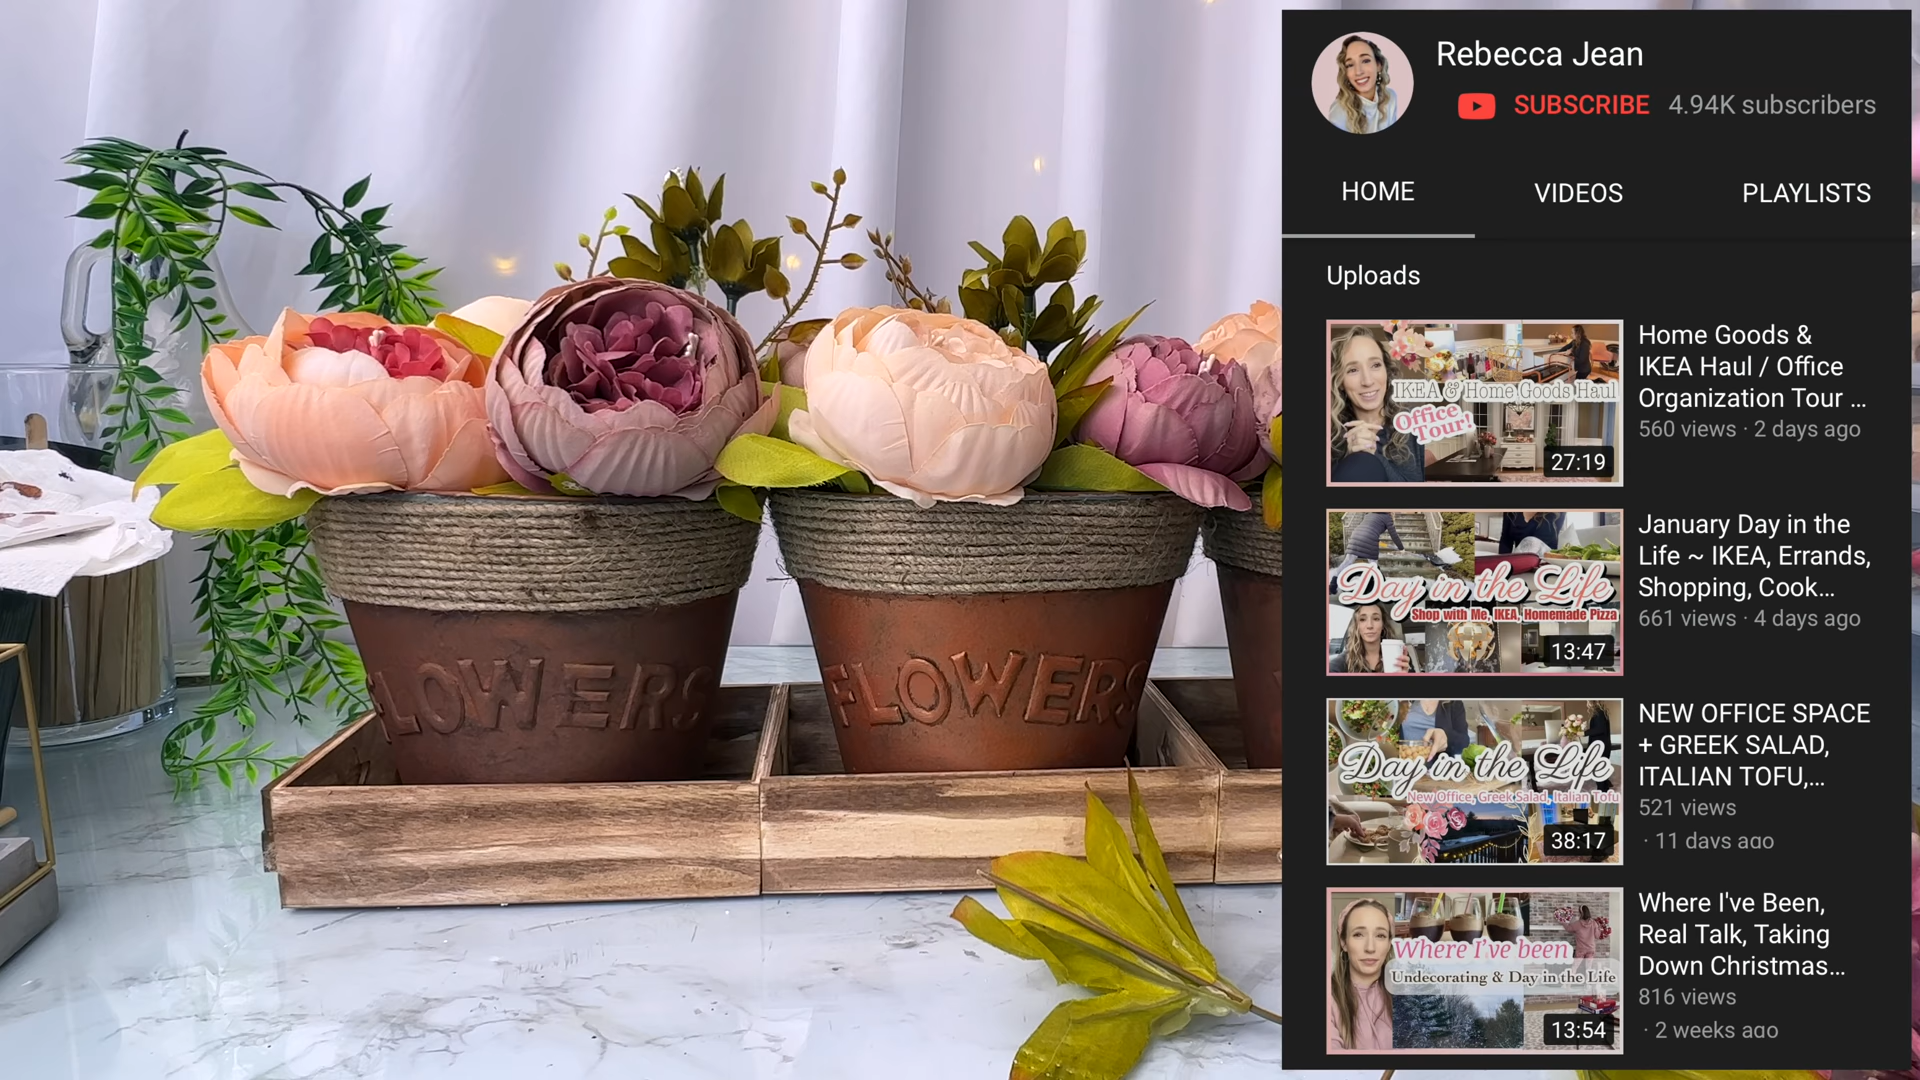 FLOWERS
FLOWERS
Rebecca Jean
SUBSCRIBE 4.94K subscribers
HOME VIDEOS PLAYLISTS
Uploads
IKEA & Home Goods Haul
Office
Tour!
27:19
Home Goods &
IKEA Haul / Office
Organization Tour ...
560 views · 2 days ago
Day in the Life
Shop with Me, IKEA, Homemade Pizza
13:47
January Day in the
Life ~ IKEA, Errands,
Shopping, Cook...
661 views · 4 days ago
Day in the Life
New Office, Greek Salad, Italian Tofu
38:17
NEW OFFICE SPACE
+ GREEK SALAD,
ITALIAN TOFU,...
521 views
· 11 days ago
Where I've been
Undecorating & Day in the Life
13:54
Where I've Been,
Real Talk, Taking
Down Christmas...
816 views
· 2 weeks ago